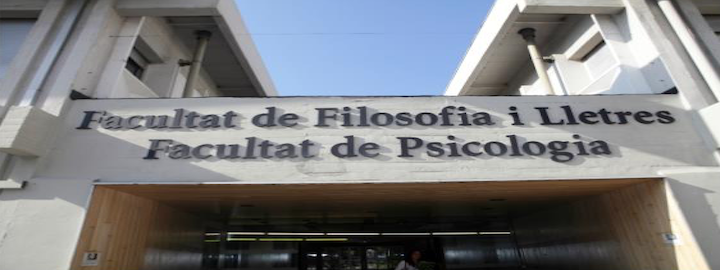 Facultat de Filosofia i Lletres
Facultat de Psicologia